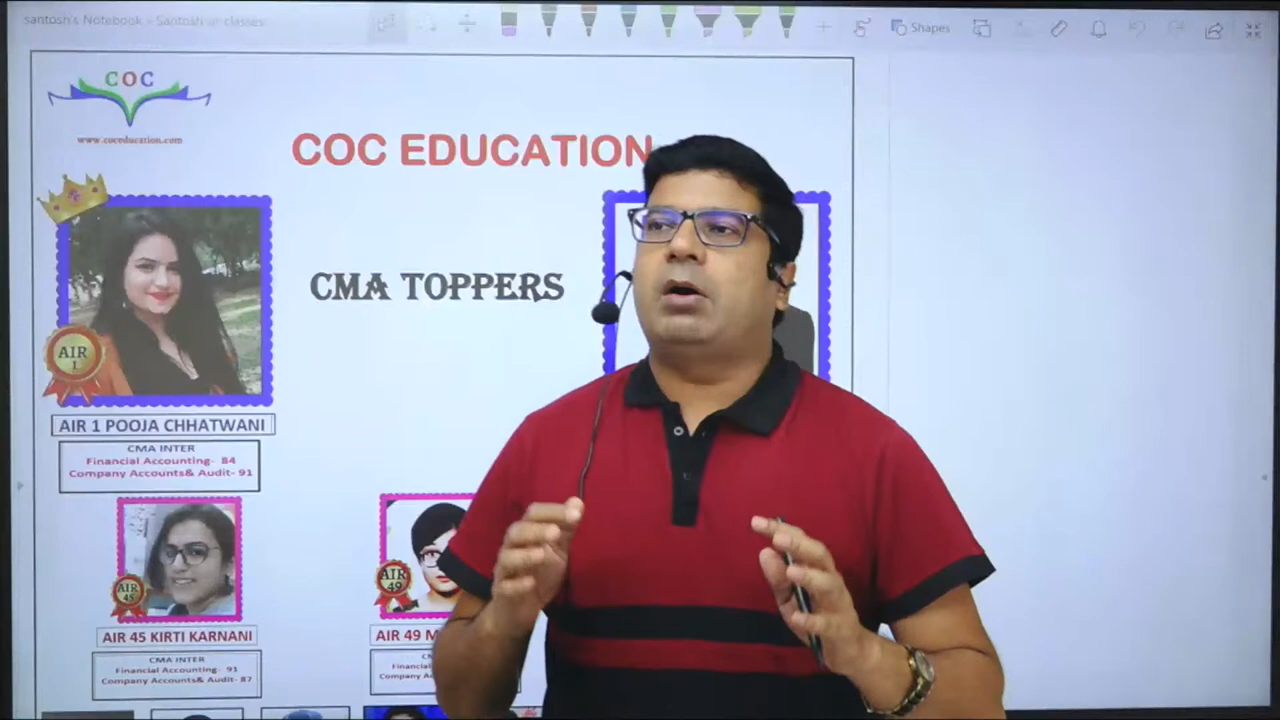 santosh's Notebook - Santosh sir classes
Shapes
COC
www.coceducation.com
COC EDUCATION
CMA TOPPERS
AIR
1
AIR 1 POOJA CHHATWANI
CMA INTER
Financial Accounting- 84
Company Accounts& Audit- 91
AIR
45
AIR 45 KIRTI KARNANI
CMA INTER
Financial Accounting- 91
Company Accounts& Audit- 87
AIR
49
AIR 49 M
Financial
Company